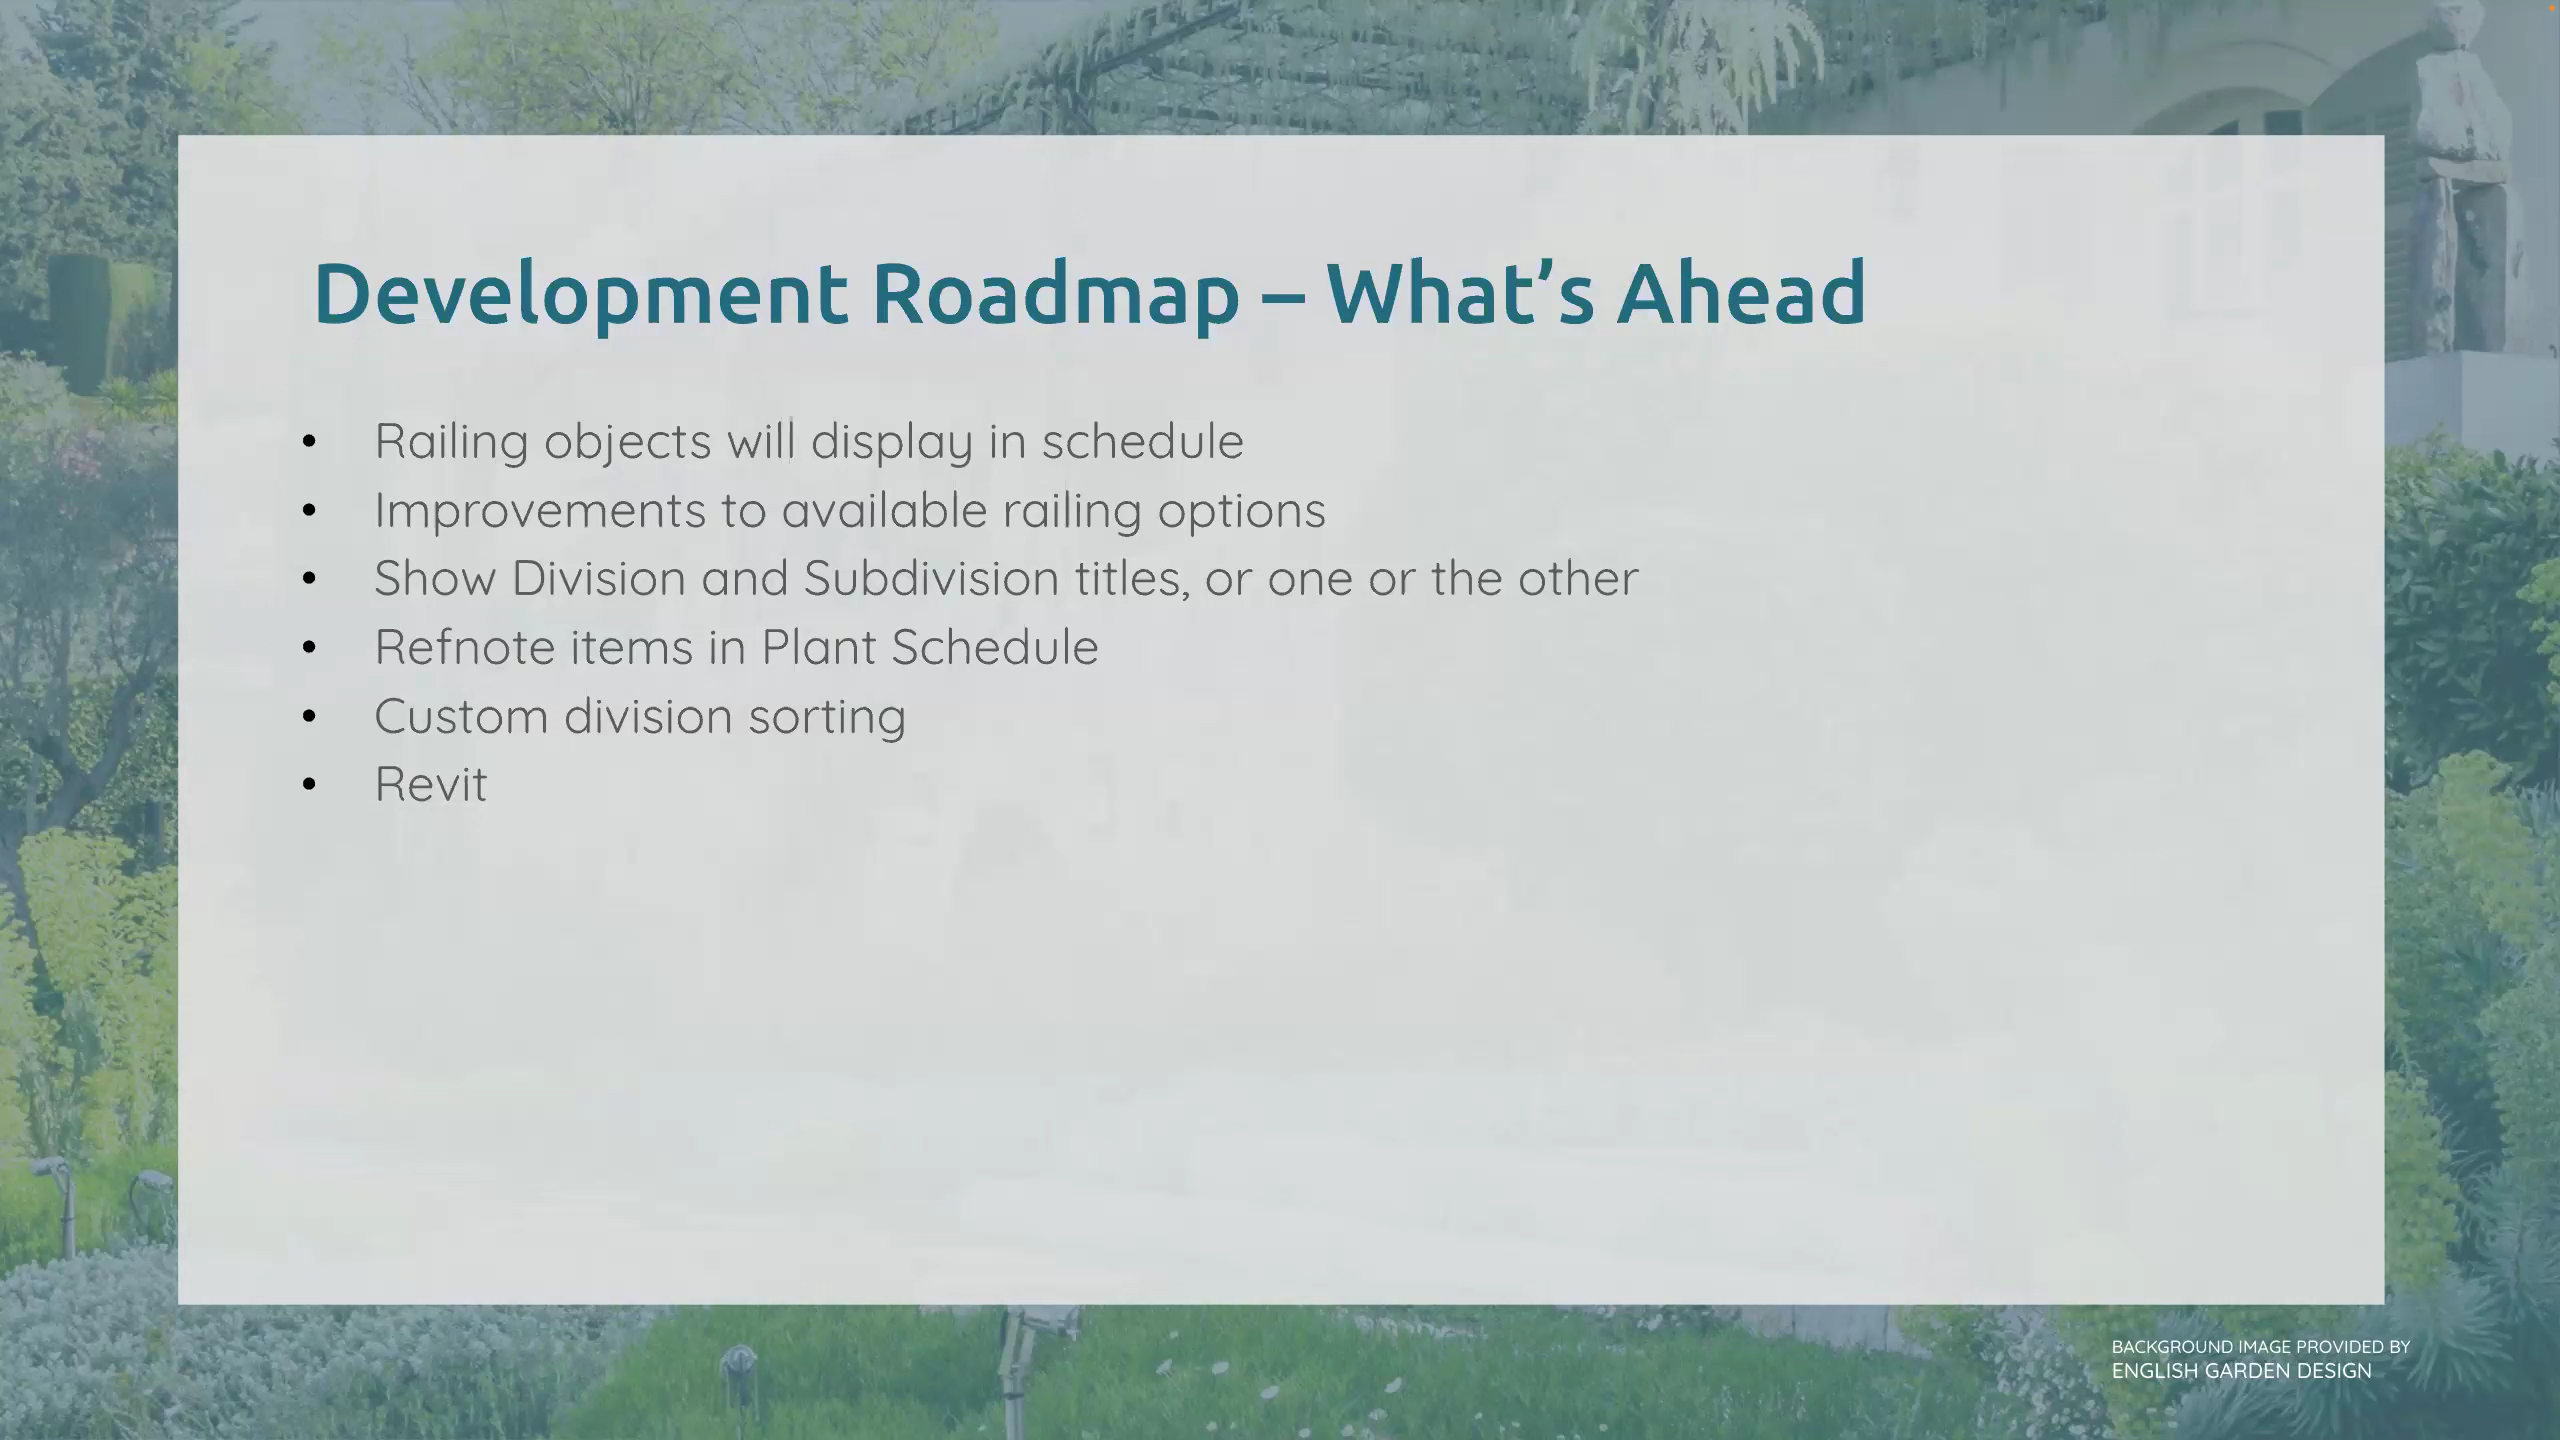 Development Roadmap – What’s Ahead
• Railing objects will display in schedule
• Improvements to available railing options
• Show Division and Subdivision titles, or one or the other
• Refnote items in Plant Schedule
• Custom division sorting
• Revit
BACKGROUND IMAGE PROVIDED BY
ENGLISH GARDEN DESIGN